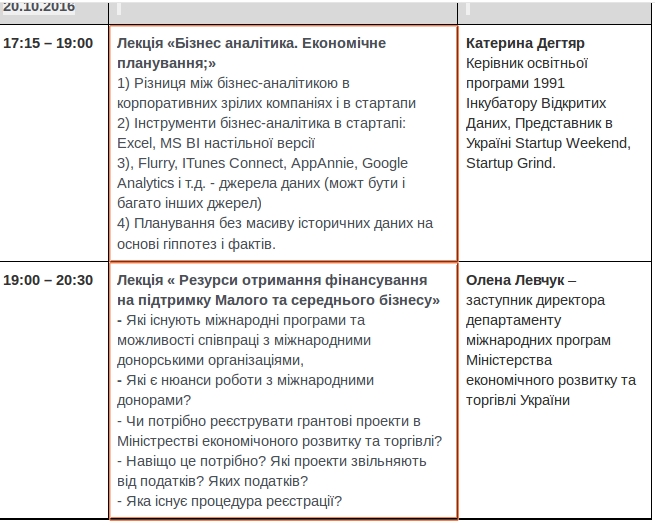 20.10.2016
17:15 – 19:00
Лекція «Бізнес аналітика. Економічне
планування;»
1) Різниця між бізнес-аналітикою в
корпоративних зрілих компаніях і в стартапи
2) Інструменти бізнес-аналітика в стартапі:
Excel, MS BI настільної версії
3), Flurry, ITunes Connect, AppAnnie, Google
Analytics і т.д. - джерела даних (можт бути і
багато інших джерел)
4) Планування без масиву історичних даних на
основі гіппотез і фактів.
Катерина Дегтяр
Керівник освітньої
програми 1991
Інкубатору Відкритих
Даних, Представник в
Україні Startup Weekend,
Startup Grind.
19:00 – 20:30
Лекція « Резурси отримання фінансування
на підтримку Малого та середнього бізнесу»
- Які існують міжнародні програми та
можливості співпраці з міжнародними
донорськими організаціями,
- Які є нюанси роботи з міжнародними
донорами?
- Чи потрібно реєструвати грантові проекти в
Міністрестві економічоного розвитку та торгівлі?
- Навіщо це потрібно? Які проекти звільняють
від податків? Яких податків?
- Яка існує процедура реєстрації?
Олена Левчук –
заступник директора
департаменту
міжнародних програм
Міністерства
економічного розвитку та
торгівлі України